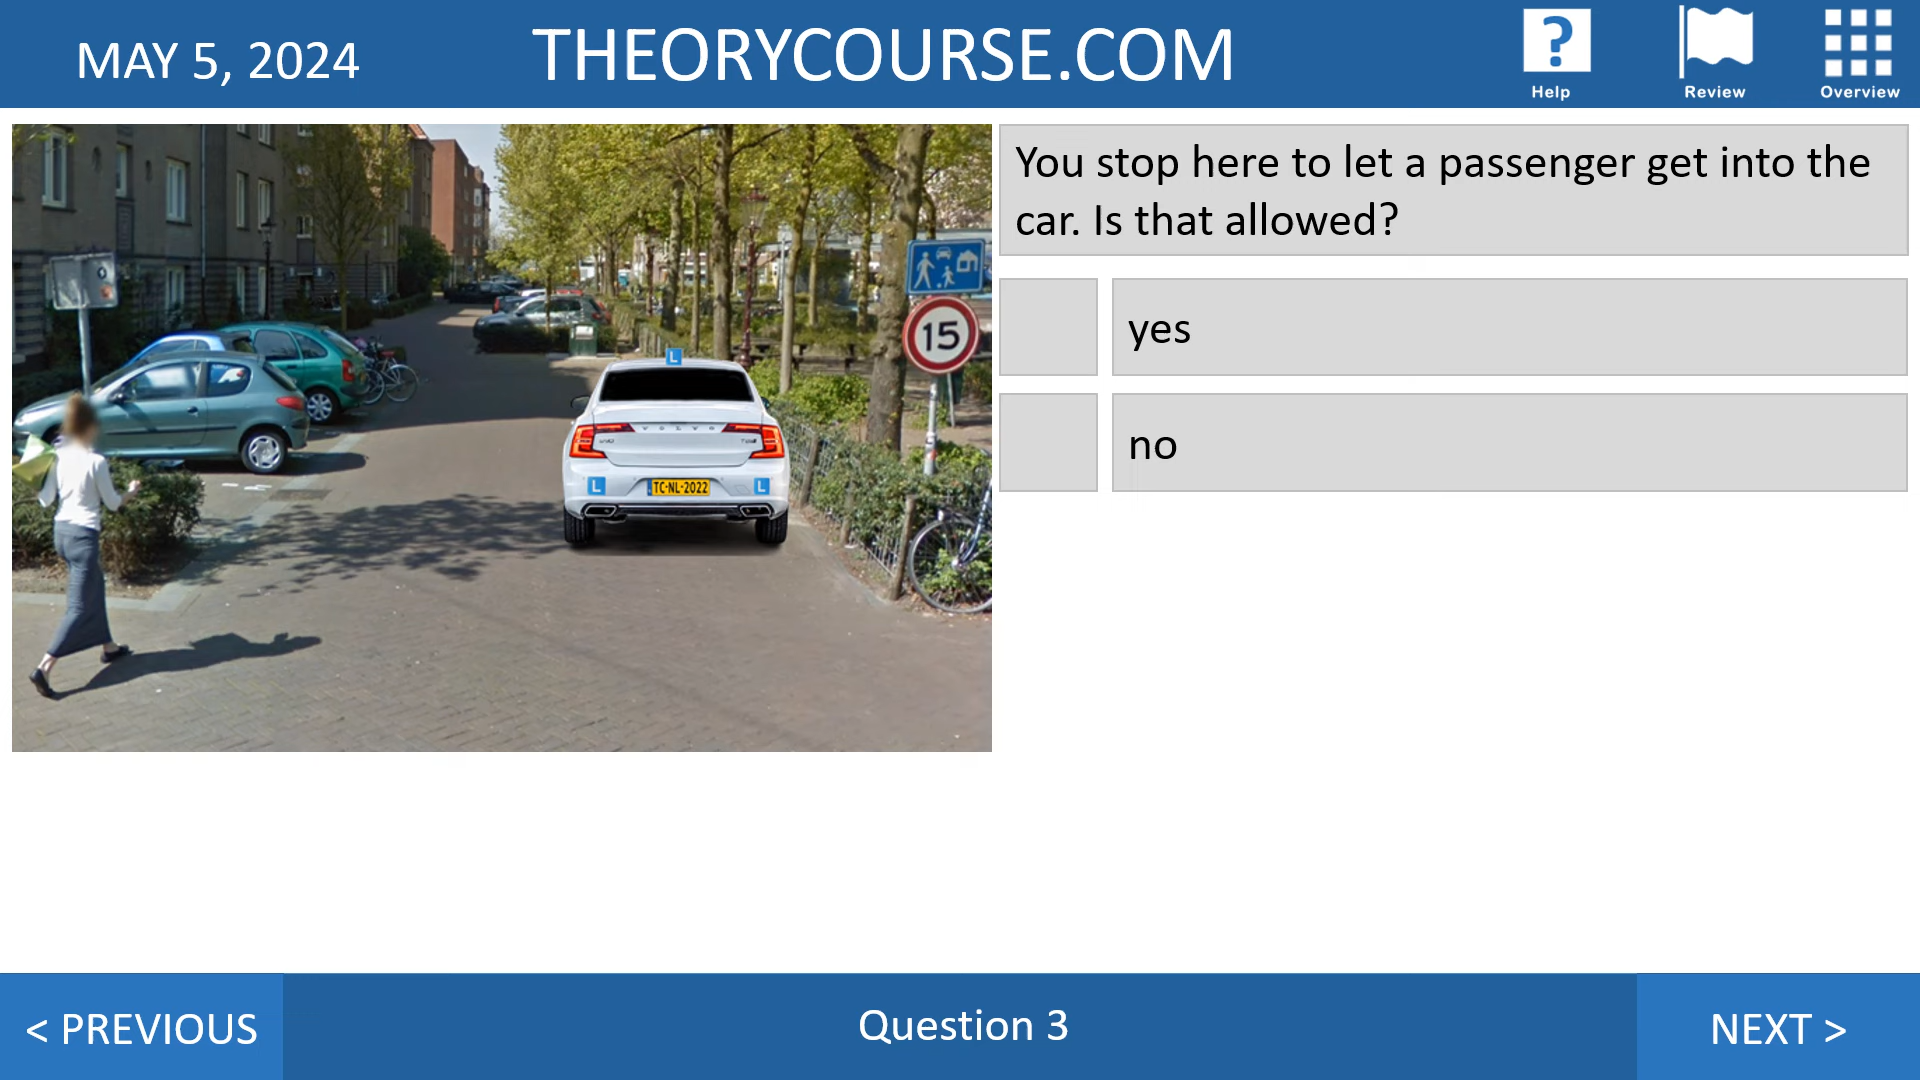 MAY 5, 2024
THEORYCOURSE.COM
Help
Review
Overview
You stop here to let a passenger get into the
car. Is that allowed?
yes
no
15
L
VOLVO
L
TC-NL-2022
L
< PREVIOUS
Question 3
NEXT >